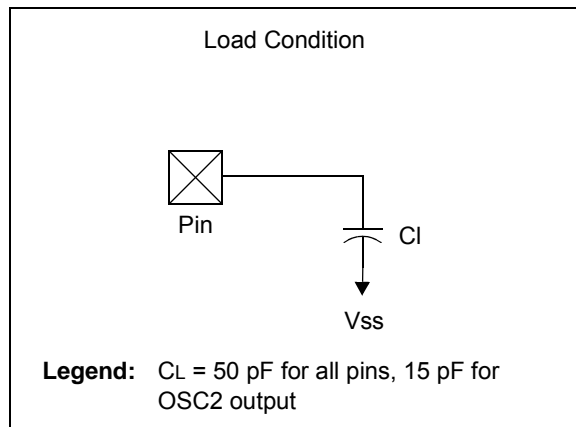 Load Condition
Pin
Cl
Vss
Legend: CL = 50 pF for all pins, 15 pF for
OSC2 output